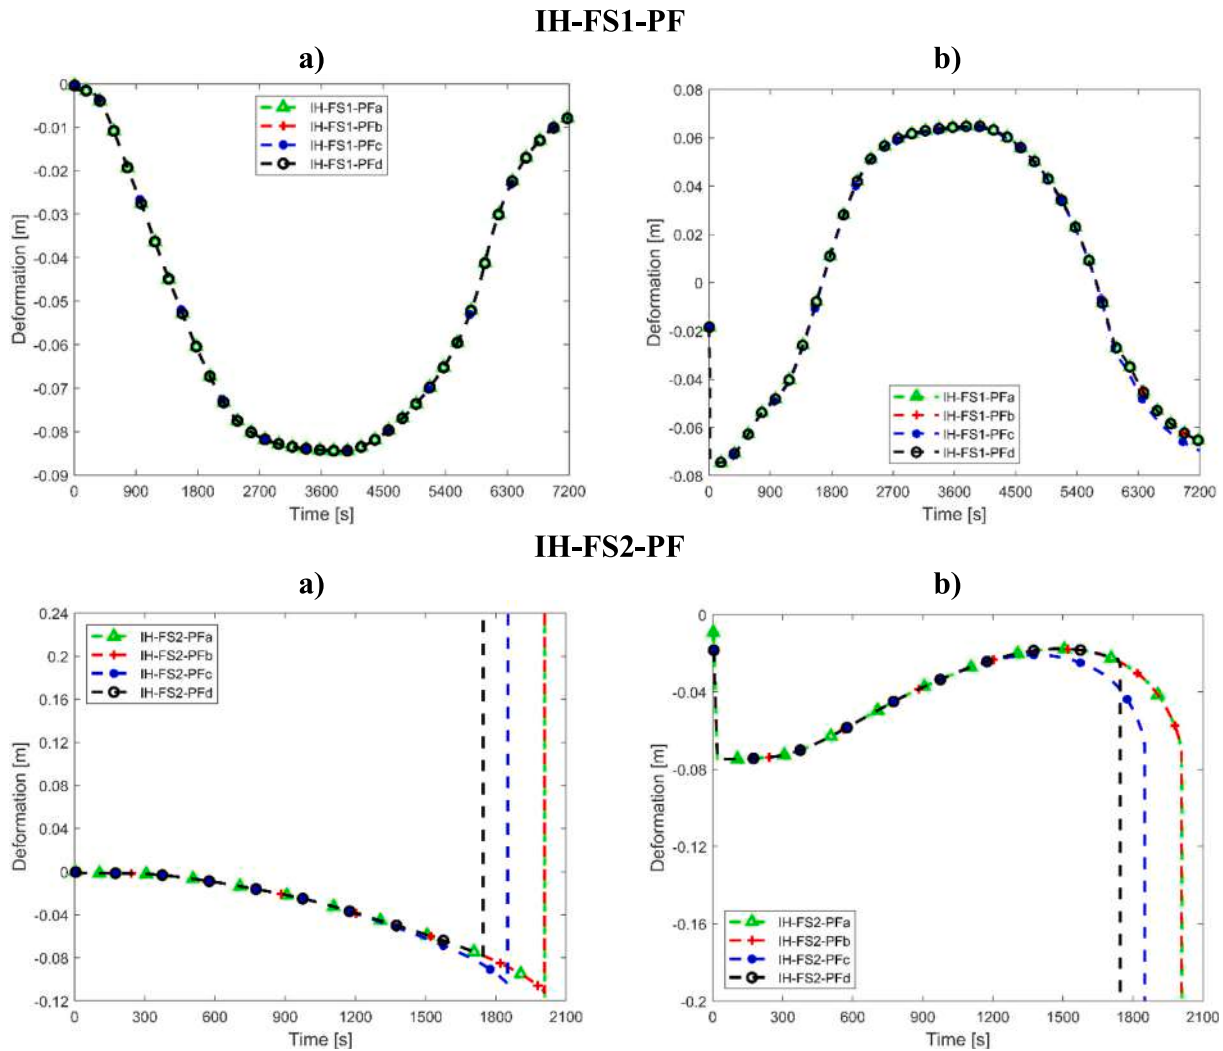 IH-FS1-PF
a)
b)
0
-0.01
-0.02
-0.03
-0.04
-0.05
-0.06
-0.07
-0.08
-0.09
Deformation [m]
IH-FS1-PFa
IH-FS1-PFb
IH-FS1-PFc
IH-FS1-PFd
0 900 1800 2700 3600 4500 5400 6300 7200
Time [s]
0.08
0.06
0.04
0.02
0
-0.02
-0.04
-0.06
-0.08
Deformation [m]
IH-FS1-PFa
IH-FS1-PFb
IH-FS1-PFc
IH-FS1-PFd
0 900 1800 2700 3600 4500 5400 6300 7200
Time [s]
IH-FS2-PF
a)
b)
0.24
0.2
0.16
0.12
0.08
0.04
0
-0.04
-0.08
-0.12
Deformation [m]
IH-FS2-PFa
IH-FS2-PFb
IH-FS2-PFc
IH-FS2-PFd
0 300 600 900 1200 1500 1800 2100
Time [s]
0
-0.04
-0.08
-0.12
-0.16
-0.2
Deformation [m]
IH-FS2-PFa
IH-FS2-PFb
IH-FS2-PFc
IH-FS2-PFd
0 300 600 900 1200 1500 1800 2100
Time [s]